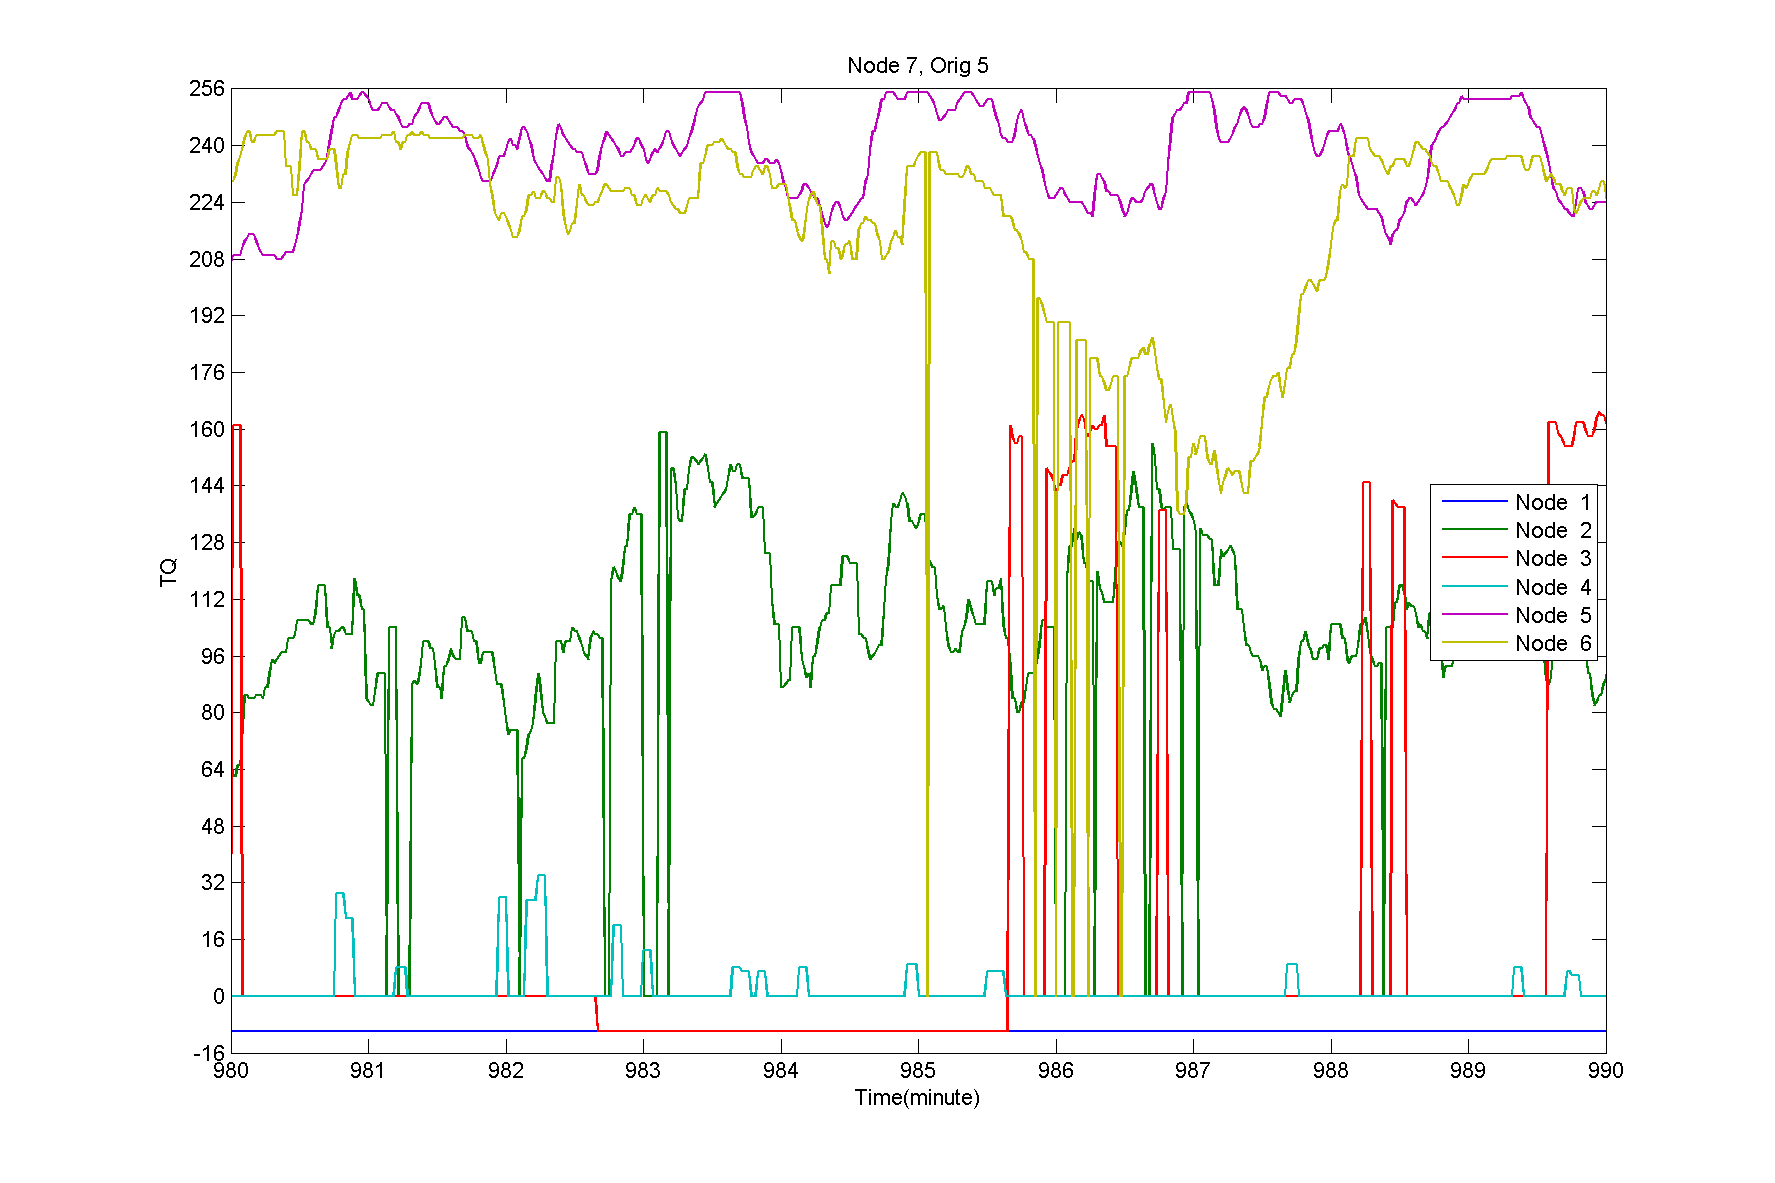 Node 7, Orig 5
256
240
224
208
192
176
160
144
128
112
96
80
64
48
32
16
0
-16
TQ
Node 1
Node 2
Node 3
Node 4
Node 5
Node 6
980 981 982 983 984 985 986 987 988 989 990
Time(minute)